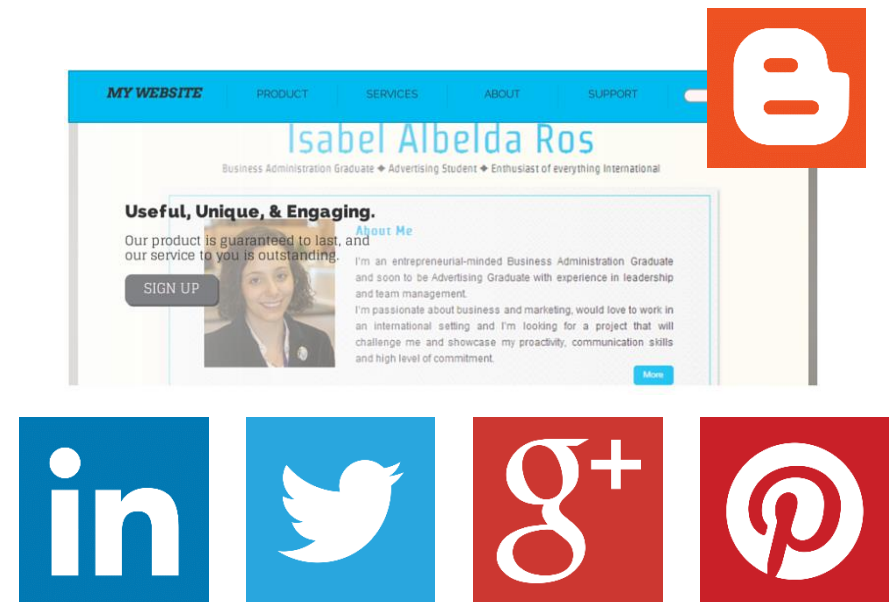 MY WEBSITE PRODUCT SERVICES ABOUT SUPPORT
Isabel Albelda Ros
Business Administration Graduate ✦ Advertising Student ✦ Enthusiast of everything International
Useful, Unique, & Engaging.
Our product is guaranteed to last, and
our service to you is outstanding.
SIGN UP
About Me
I'm an entrepreneurial-minded Business Administration Graduate
and soon to be Advertising Graduate with experience in leadership
and team management.
I'm passionate about business and marketing, would love to work in
an international setting and I'm looking for a project that will
challenge me and showcase my proactivity, communication skills
and high level of commitment.
More
in
g+